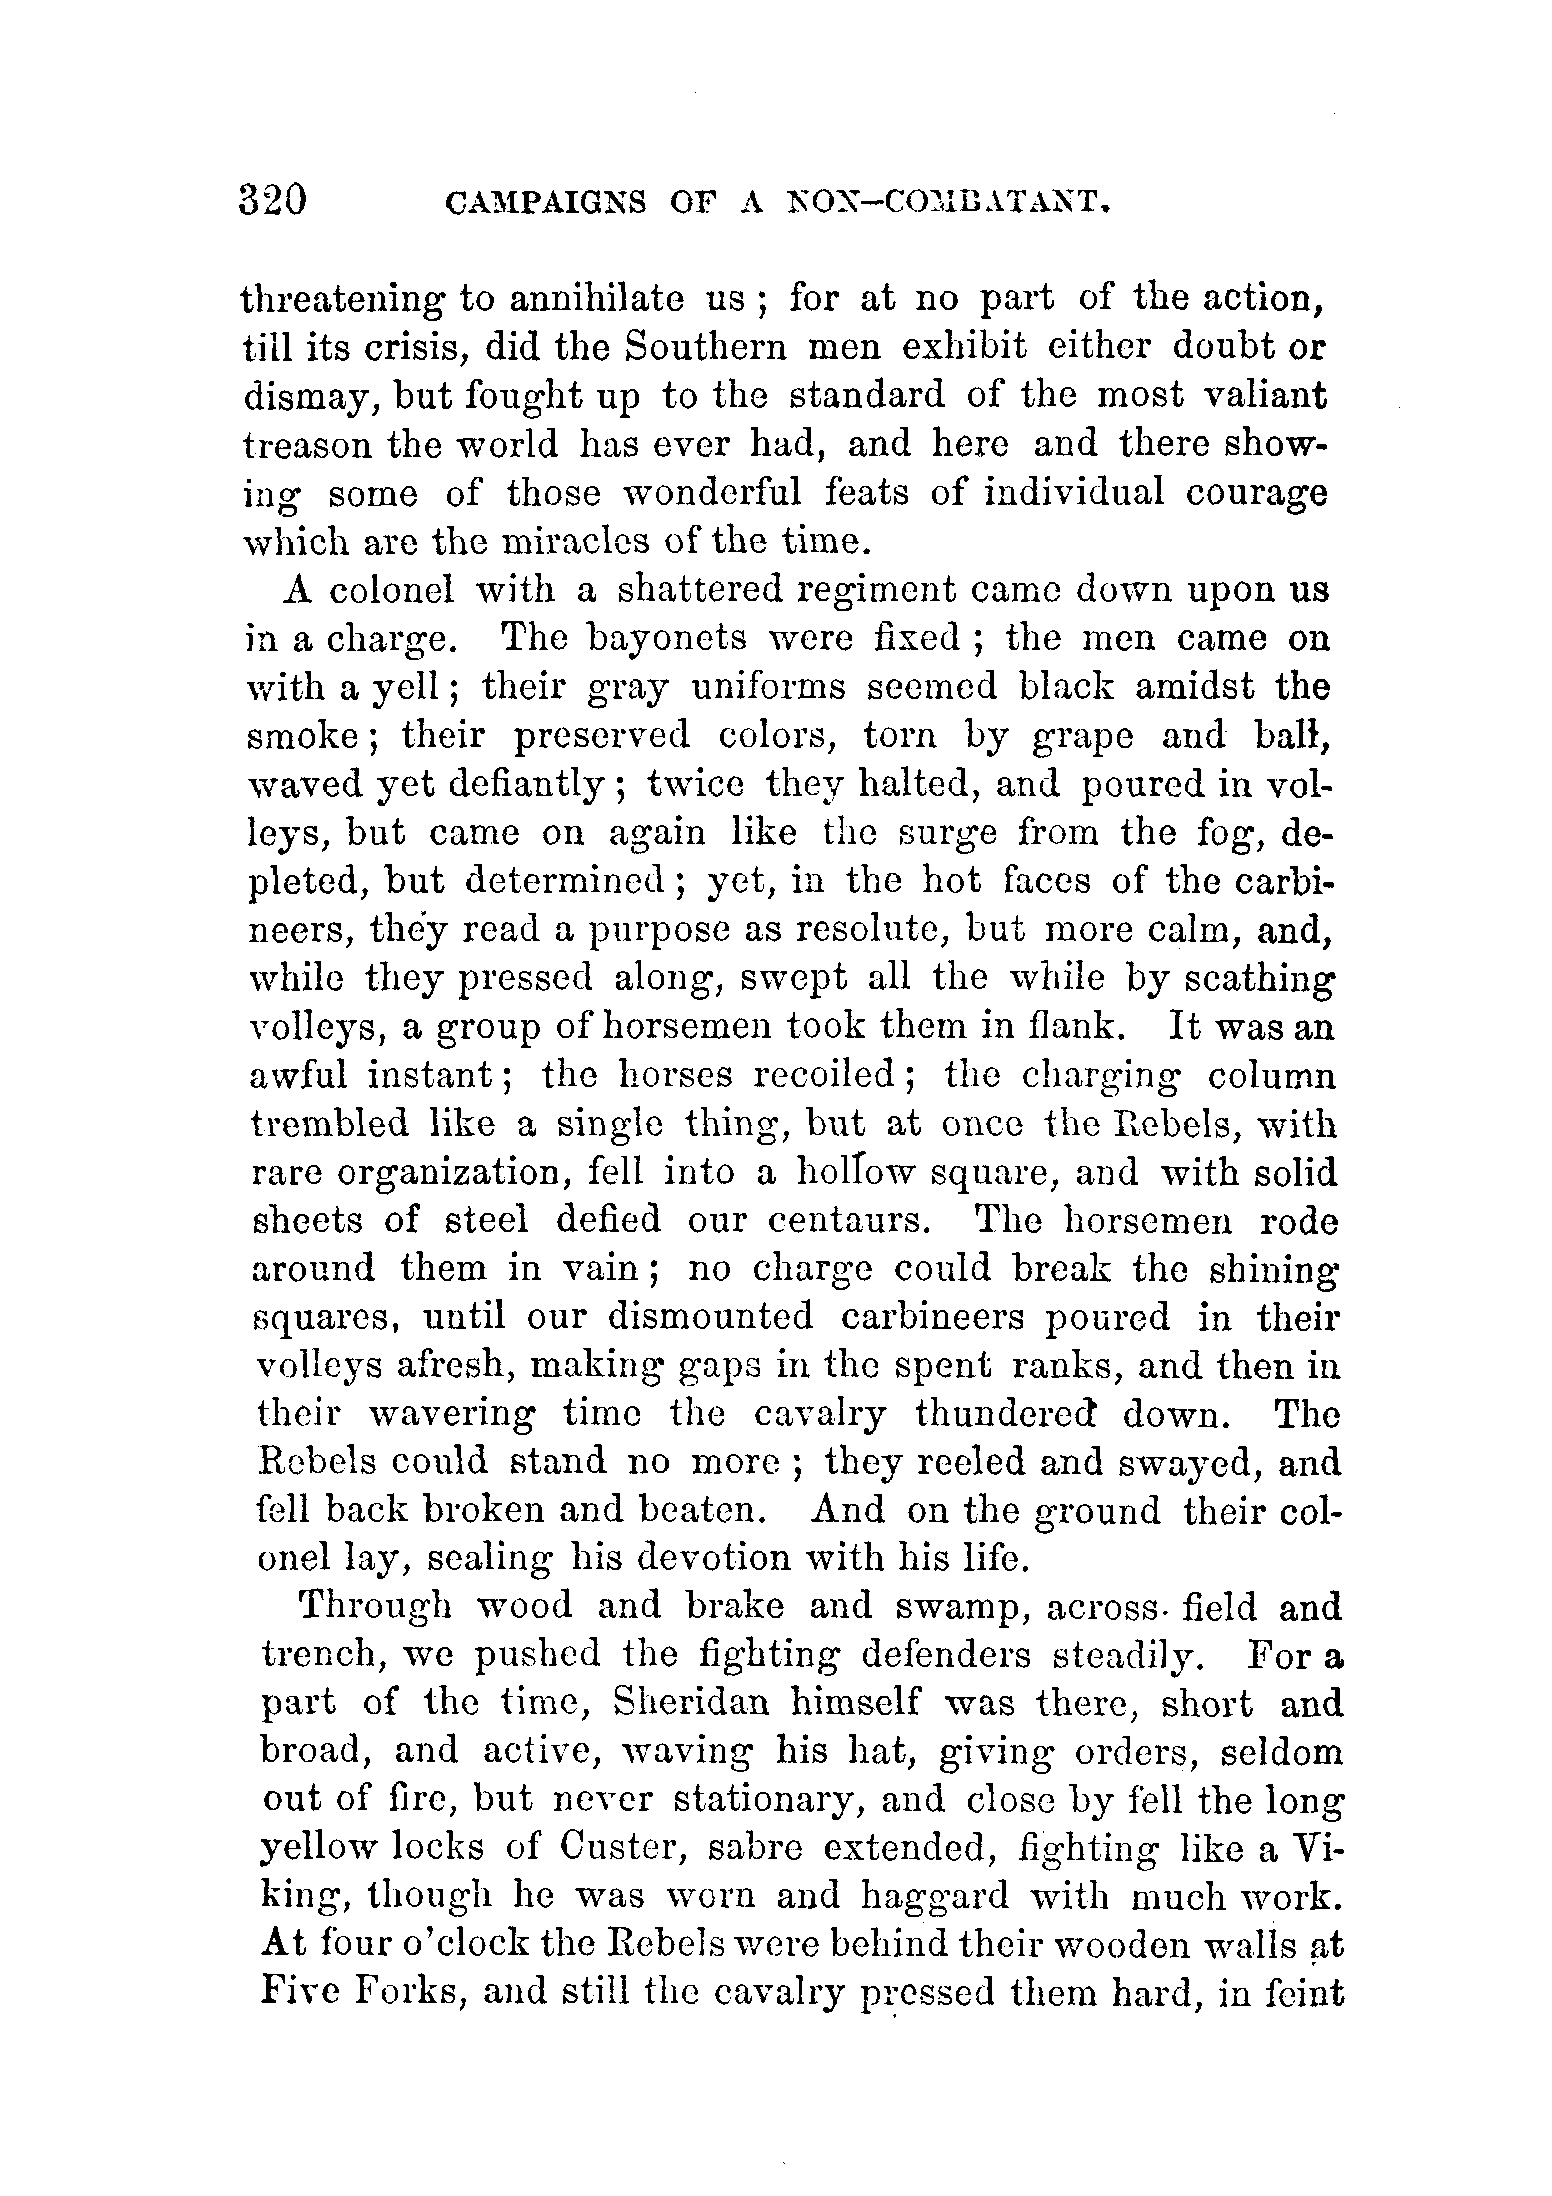 320 CAMPAIGNS OF A NON-COMBATANT.
threatening to annihilate us ; for at no part of the action,
till its crisis, did the Southern men exhibit either doubt or
dismay, but fought up to the standard of the most valiant
treason the world has ever had, and here and there show-
ing some of those wonderful feats of individual courage
which are the miracles of the time.
A colonel with a shattered regiment came down upon us
in a charge. The bayonets were fixed ; the men came on
with a yell ; their gray uniforms seemed black amidst the
smoke ; their preserved colors, torn by grape and ball,
waved yet defiantly ; twice they halted, and poured in vol-
leys, but came on again like the surge from the fog, de-
pleted, but determined ; yet, in the hot faces of the carbi-
neers, they read a purpose as resolute, but more calm, and,
while they pressed along, swept all the while by scathing
volleys, a group of horsemen took them in flank. It was an
awful instant ; the horses recoiled ; the charging column
trembled like a single thing, but at once the Rebels, with
rare organization, fell into a hollow square, and with solid
sheets of steel defied our centaurs. The horsemen rode
around them in vain ; no charge could break the shining
squares, until our dismounted carbineers poured in their
volleys afresh, making gaps in the spent ranks, and then in
their wavering time the cavalry thundered down. The
Rebels could stand no more ; they reeled and swayed, and
fell back broken and beaten. And on the ground their col-
onel lay, sealing his devotion with his life.
Through wood and brake and swamp, across field and
trench, we pushed the fighting defenders steadily. For a
part of the time, Sheridan himself was there, short and
broad, and active, waving his hat, giving orders, seldom
out of fire, but never stationary, and close by fell the long
yellow locks of Custer, sabre extended, fighting like a Vi-
king, though he was worn and haggard with much work.
At four o'clock the Rebels were behind their wooden walls at
Five Forks, and still the cavalry pressed them hard, in feint